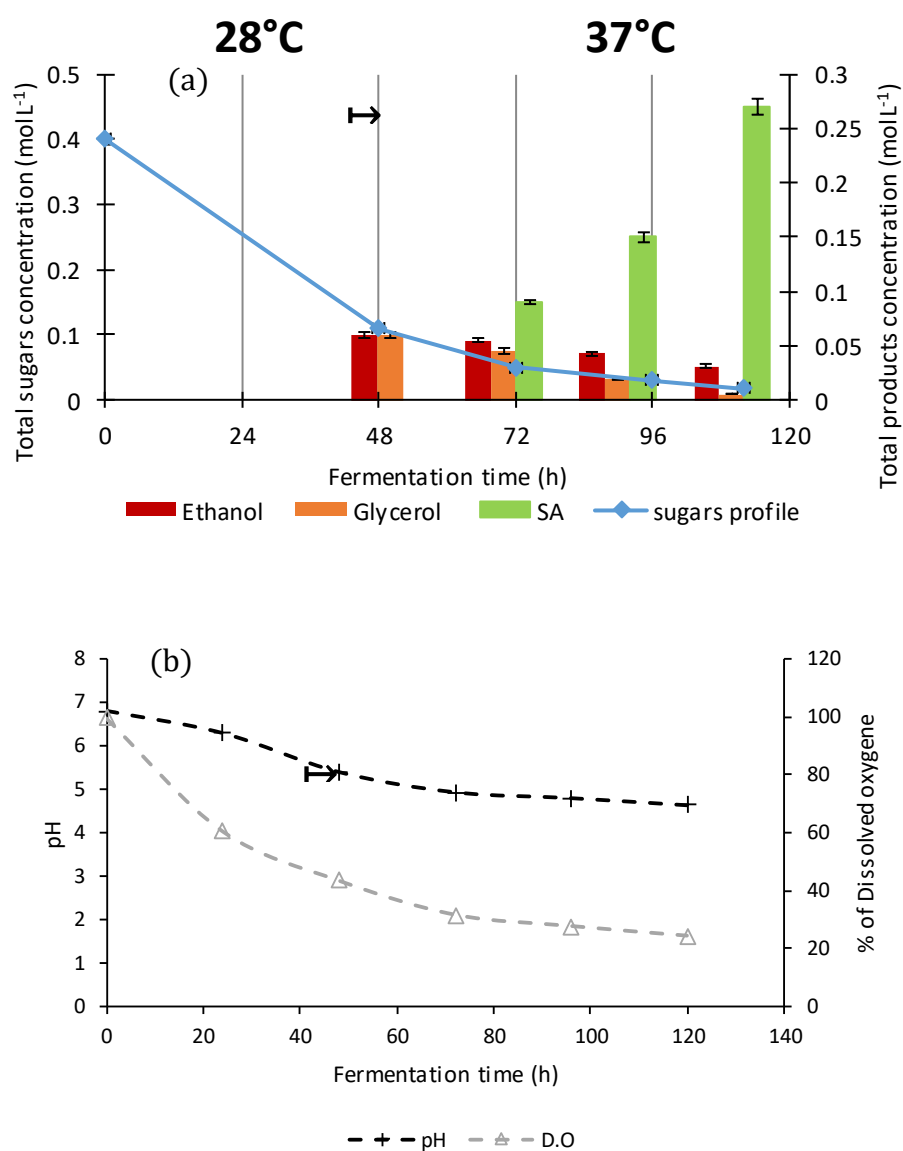 28°C 37°C
(a)
Total sugars concentration (mol L-1)
0.5
0.4
0.3
0.2
0.1
0
0.3
0.25
0.2
0.15
0.1
0.05
0
Total products concentration (mol L-1)
0 24 48 72 96 120
Fermentation time (h)
Ethanol Glycerol SA sugars profile
(b)
pH
8
7
6
5
4
3
2
1
0
120
100
80
60
40
20
0
% of Dissolved oxygene
0 20 40 60 80 100 120 140
Fermentation time (h)
pH D.O